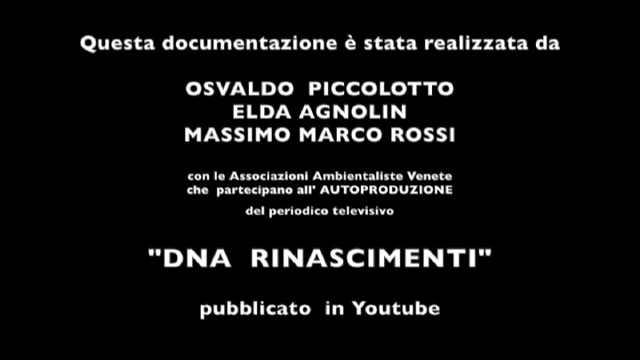 Questa documentazione è stata realizzata da
OSVALDO PICCOLOTTO
ELDA AGNOLIN
MASSIMO MARCO ROSSI
con le Associazioni Ambientaliste Venete
che partecipano all' AUTOPRODUZIONE
del periodico televisivo
"DNA RINASCIMENTI"
pubblicato in Youtube